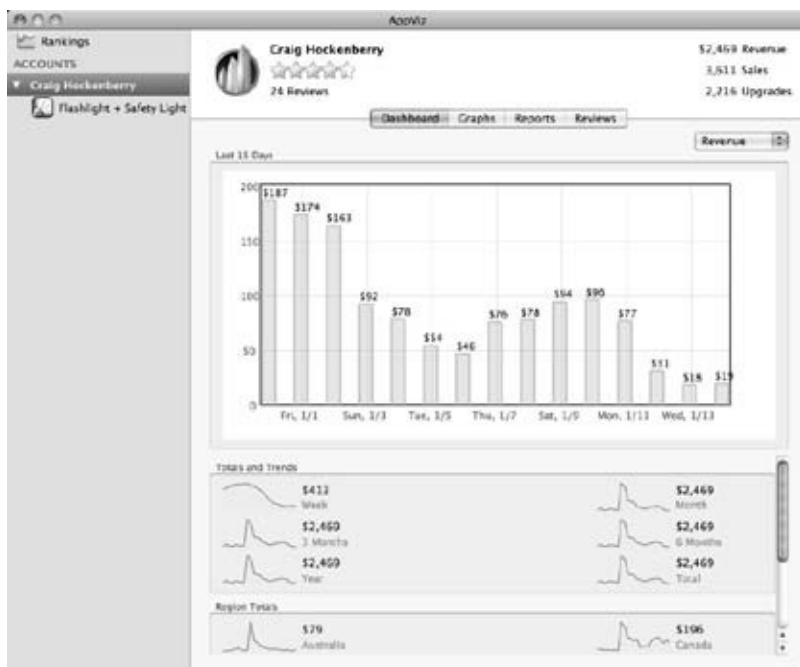 AppViz
Rankings
ACCOUNTS
Craig Hockenberry
Flashlight + Safety Light
Craig Hockenberry
24 Reviews
$2,469 Revenue
3,611 Sales
2,216 Upgrades
Dashboard Graphs Reports Reviews
Revenue
Last 15 Days
200
150
100
50
0
$187
$174
$163
$92
$78
$54
$46
$76
$78
$94
$96
$77
$31
$18
$19
Fri, 1/1 Sun, 1/3 Tue, 1/5 Thu, 1/7 Sat, 1/9 Mon, 1/11 Wed, 1/13
Totals and Trends
$413 $2,469
Week Month
$2,469 $2,469
3 Months 6 Months
$2,469 $2,469
Year Total
Region Totals
$79 $196
Australia Canada